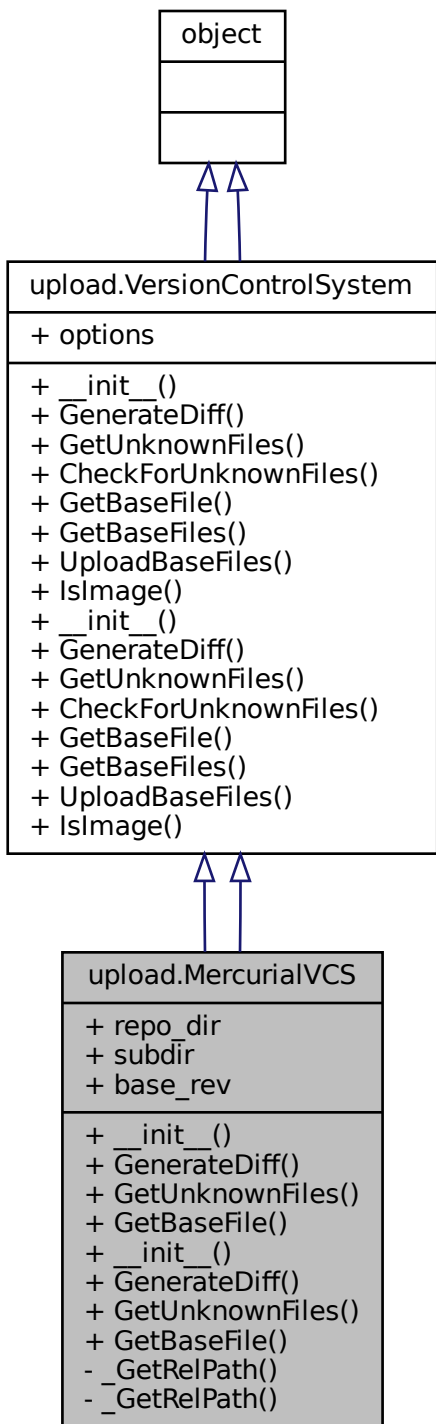 object
upload.VersionControlSystem
+ options
+ __init__()
+ GenerateDiff()
+ GetUnknownFiles()
+ CheckForUnknownFiles()
+ GetBaseFile()
+ GetBaseFiles()
+ UploadBaseFiles()
+ IsImage()
+ __init__()
+ GenerateDiff()
+ GetUnknownFiles()
+ CheckForUnknownFiles()
+ GetBaseFile()
+ GetBaseFiles()
+ UploadBaseFiles()
+ IsImage()
upload.MercurialVCS
+ repo_dir
+ subdir
+ base_rev
+ __init__()
+ GenerateDiff()
+ GetUnknownFiles()
+ GetBaseFile()
+ __init__()
+ GenerateDiff()
+ GetUnknownFiles()
+ GetBaseFile()
- _GetRelPath()
- _GetRelPath()